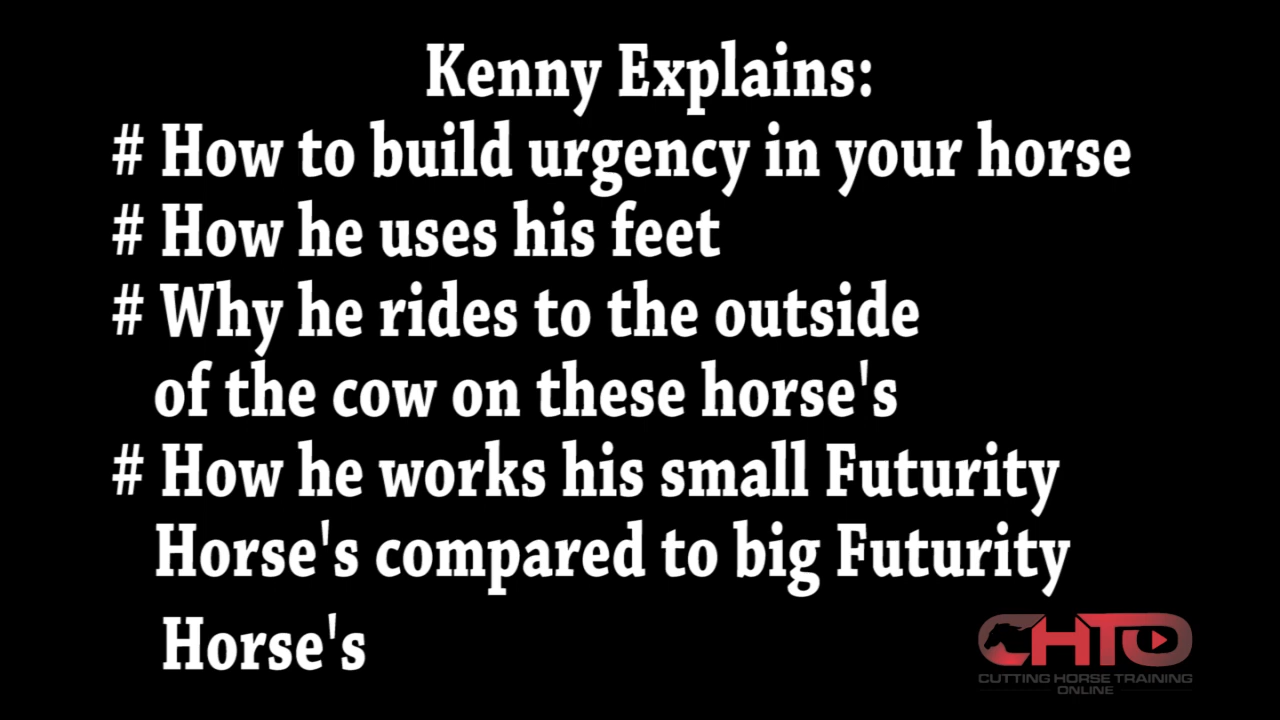 Kenny Explains:
# How to build urgency in your horse
# How he uses his feet
# Why he rides to the outside
of the cow on these horse's
# How he works his small Futurity
Horse's compared to big Futurity
Horse's
CHTO
CUTTING HORSE TRAINING
ONLINE